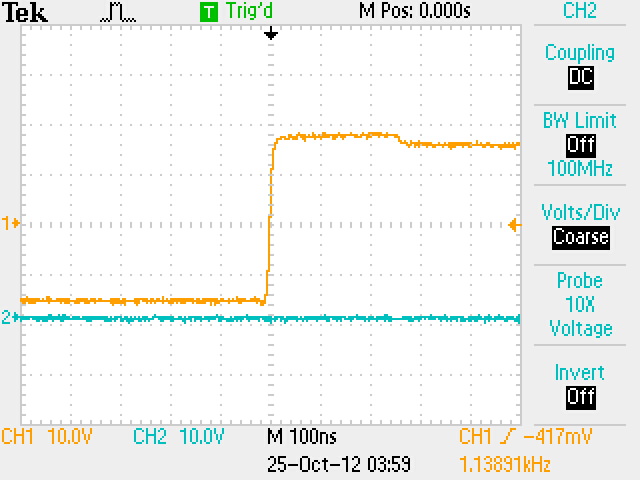 Tek T Trig'd M Pos: 0.000s CH2
Coupling
DC
BW Limit
Off
100MHz
Volts/Div
Coarse
Probe
10X
Voltage
Invert
Off
1
2
CH1 10.0V CH2 10.0V M 100ns CH1 -417mV
25-Oct-12 03:59 1.13891kHz